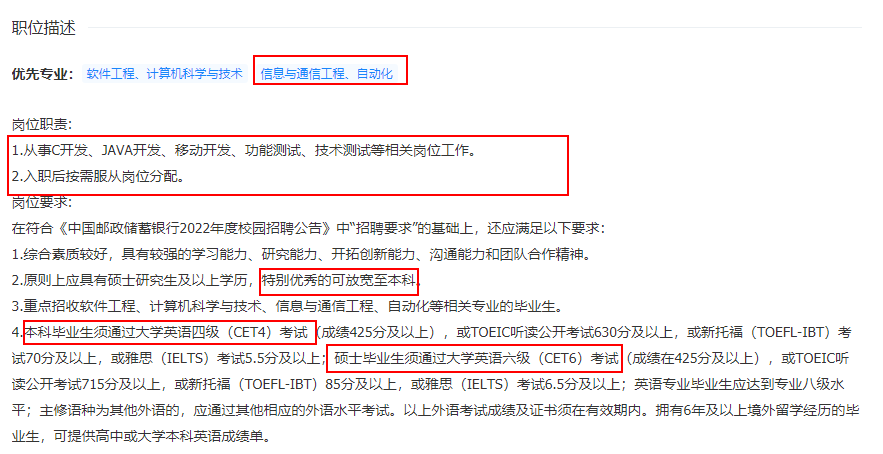 职位描述
优先专业： 软件工程、计算机科学与技术 信息与通信工程、自动化
岗位职责:
1.从事C开发、JAVA开发、移动开发、功能测试、技术测试等相关岗位工作。
2.入职后按需服从岗位分配。
岗位要求:
在符合《中国邮政储蓄银行2022年度校园招聘公告》中“招聘要求”的基础上，还应满足以下要求：
1.综合素质较好，具有较强的学习能力、研究能力、开拓创新能力、沟通能力和团队合作精神。
2.原则上应具有硕士研究生及以上学历，特别优秀的可放宽至本科。
3.重点招收软件工程、计算机科学与技术、信息与通信工程、自动化等相关专业的毕业生。
4.本科毕业生须通过大学英语四级（CET4）考试（成绩425分及以上），或TOEIC听读公开考试630分及以上，或新托福（TOEFL-IBT）考
试70分及以上，或雅思（IELTS）考试5.5分及以上；硕士毕业生须通过大学英语六级（CET6）考试（成绩在425分及以上），或TOEIC听
读公开考试715分及以上，或新托福（TOEFL-IBT）85分及以上，或雅思（IELTS）考试6.5分及以上；英语专业毕业生应达到专业八级水
平；主修语种为其他外语的，应通过其他相应的外语水平考试。以上外语考试成绩及证书须在有效期内。拥有6年及以上境外留学经历的毕
业生，可提供高中或大学本科英语成绩单。